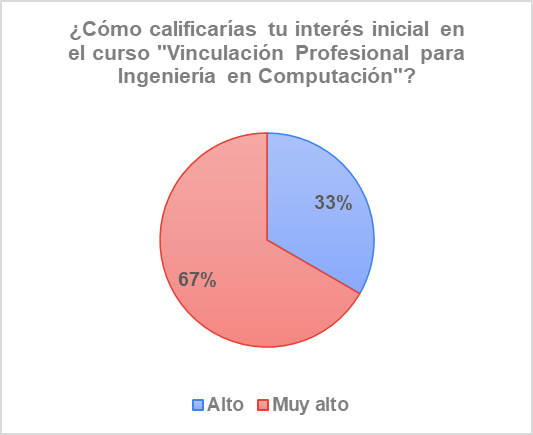 ¿Cómo calificarías tu interés inicial en
el curso "Vinculación Profesional para
Ingeniería en Computación"?
33%
67%
Alto Muy alto